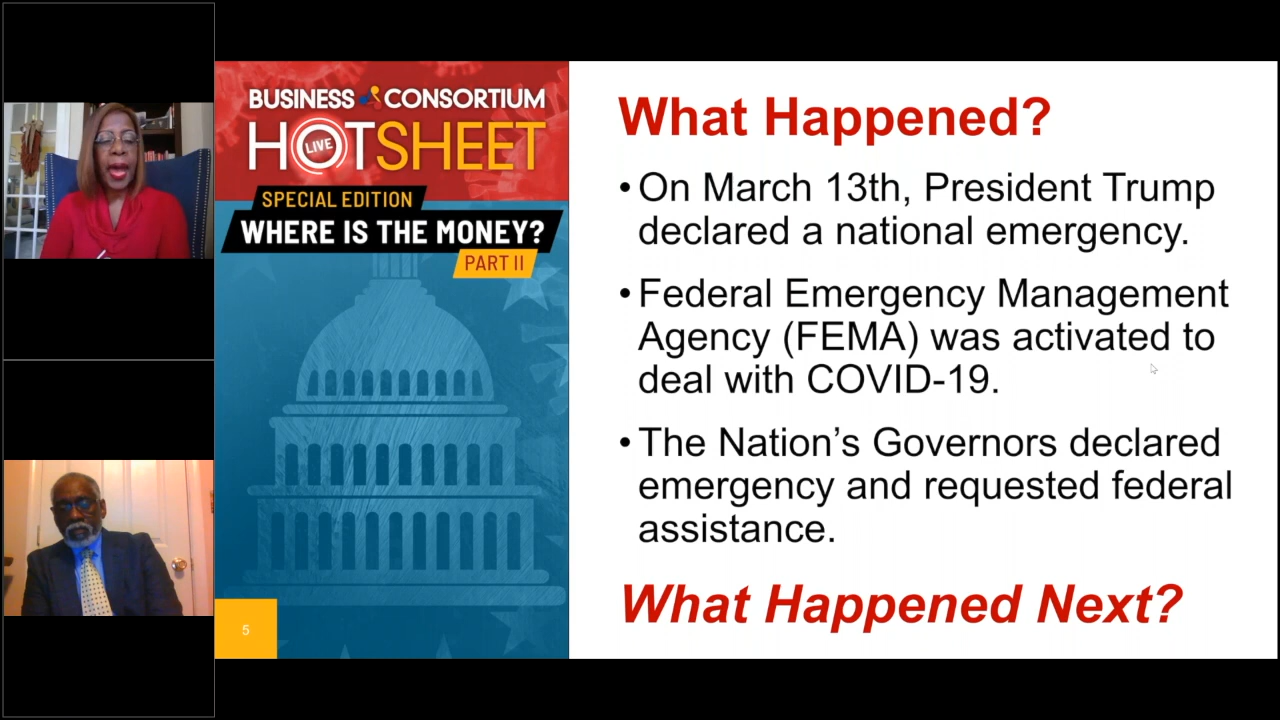 BUSINESS CONSORTIUM
HOTSHEET
LIVE
SPECIAL EDITION
WHERE IS THE MONEY?
PART II
5
What Happened?
•On March 13th, President Trump
declared a national emergency.
•Federal Emergency Management
Agency (FEMA) was activated to
deal with COVID-19.
•The Nation’s Governors declared
emergency and requested federal
assistance.
What Happened Next?